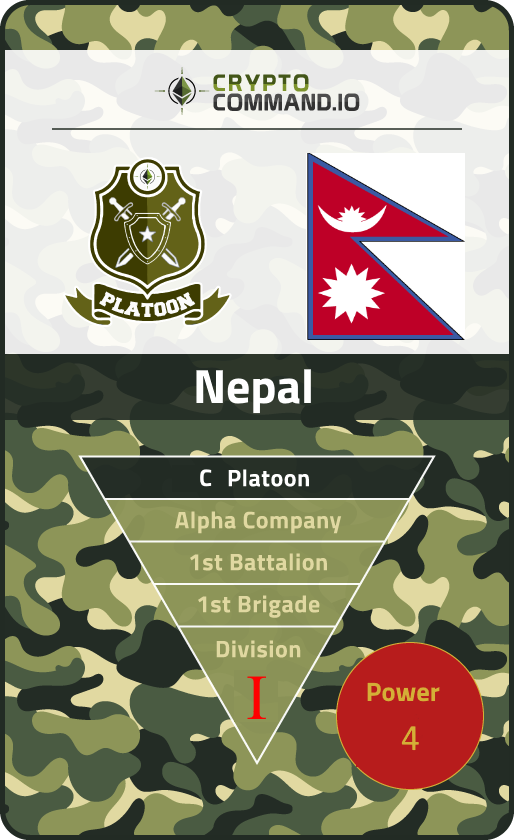 CRYPTO
COMMAND.IO
PLATOON
Nepal
C Platoon
Alpha Company
1st Battalion
1st Brigade
Division
I
Power
4